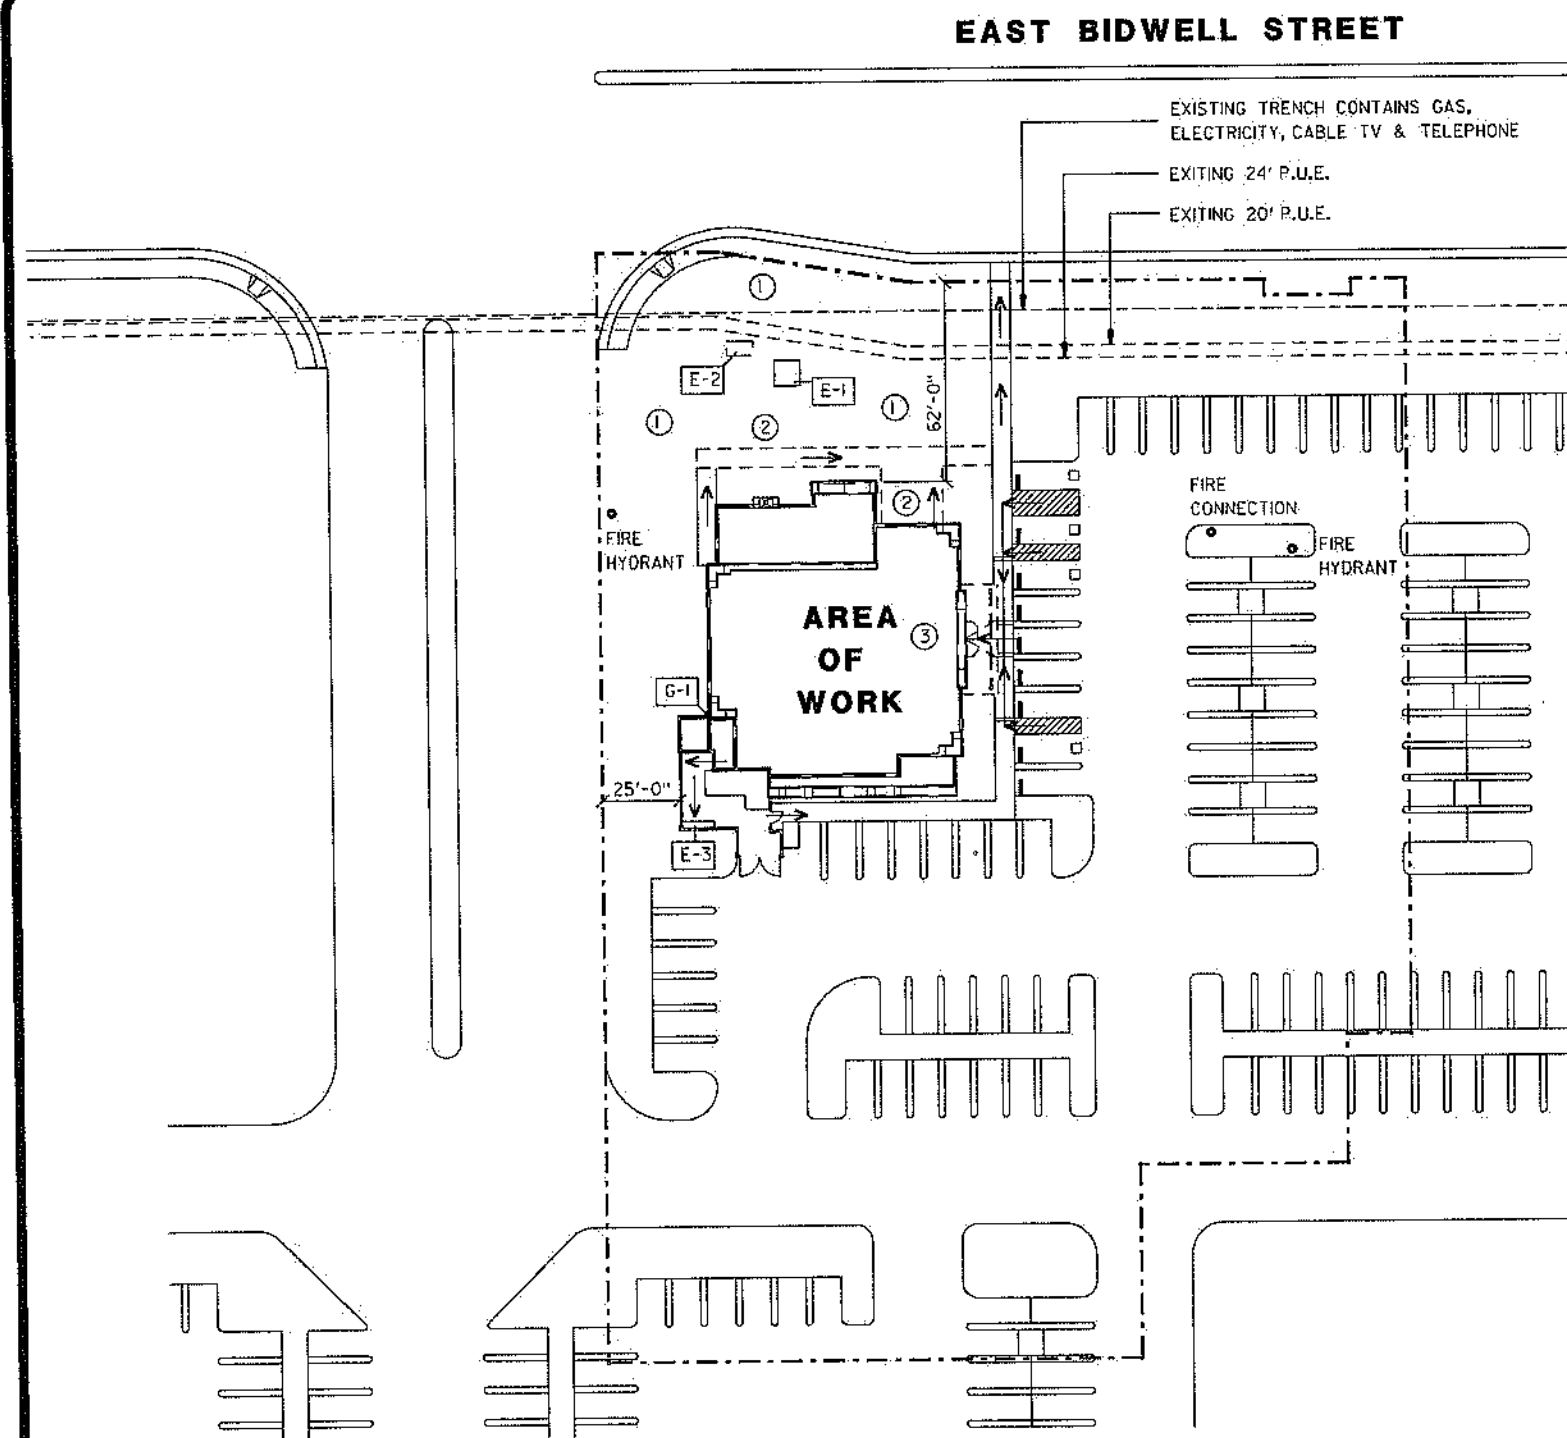 EAST BIDWELL STREET
EXISTING TRENCH CONTAINS GAS,
ELECTRICITY, CABLE TV & TELEPHONE
EXITING 24' P.U.E.
EXITING 20' P.U.E.
1
E-2
E-1
1
2
1
62'-0"
2
FIRE
HYDRANT
FIRE
CONNECTION
FIRE
HYDRANT
AREA
OF
WORK
3
G-1
25'-0"
E-3